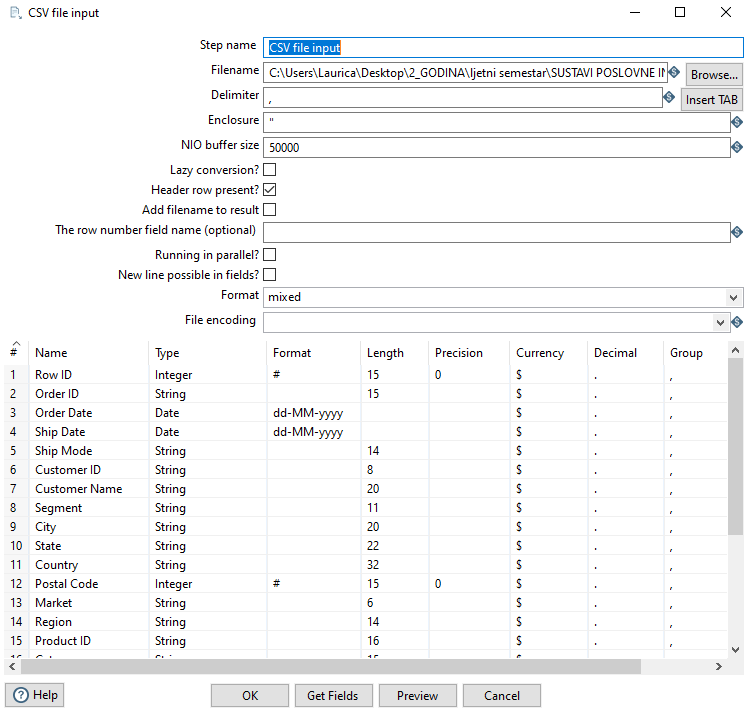 CSV file input
Step name CSV file input
Filename C:\Users\Laurica\Desktop\2_GODINA\ljetni semestar\SUSTAVI POSLOVNE IN Browse...
Delimiter , Insert TAB
Enclosure "
NIO buffer size 50000
Lazy conversion?
Header row present?
Add filename to result
The row number field name (optional)
Running in parallel?
New line possible in fields?
Format mixed
File encoding
# Name Type Format Length Precision Currency Decimal Group
1 Row ID Integer # 15 0 $ . ,
2 Order ID String 15 $ . ,
3 Order Date Date dd-MM-yyyy $ . ,
4 Ship Date Date dd-MM-yyyy $ . ,
5 Ship Mode String 14 $ . ,
6 Customer ID String 8 $ . ,
7 Customer Name String 20 $ . ,
8 Segment String 11 $ . ,
9 City String 20 $ . ,
10 State String 22 $ . ,
11 Country String 32 $ . ,
12 Postal Code Integer # 15 0 $ . ,
13 Market String 6 $ . ,
14 Region String 14 $ . ,
15 Product ID String 16 $ . ,
Help OK Get Fields Preview Cancel